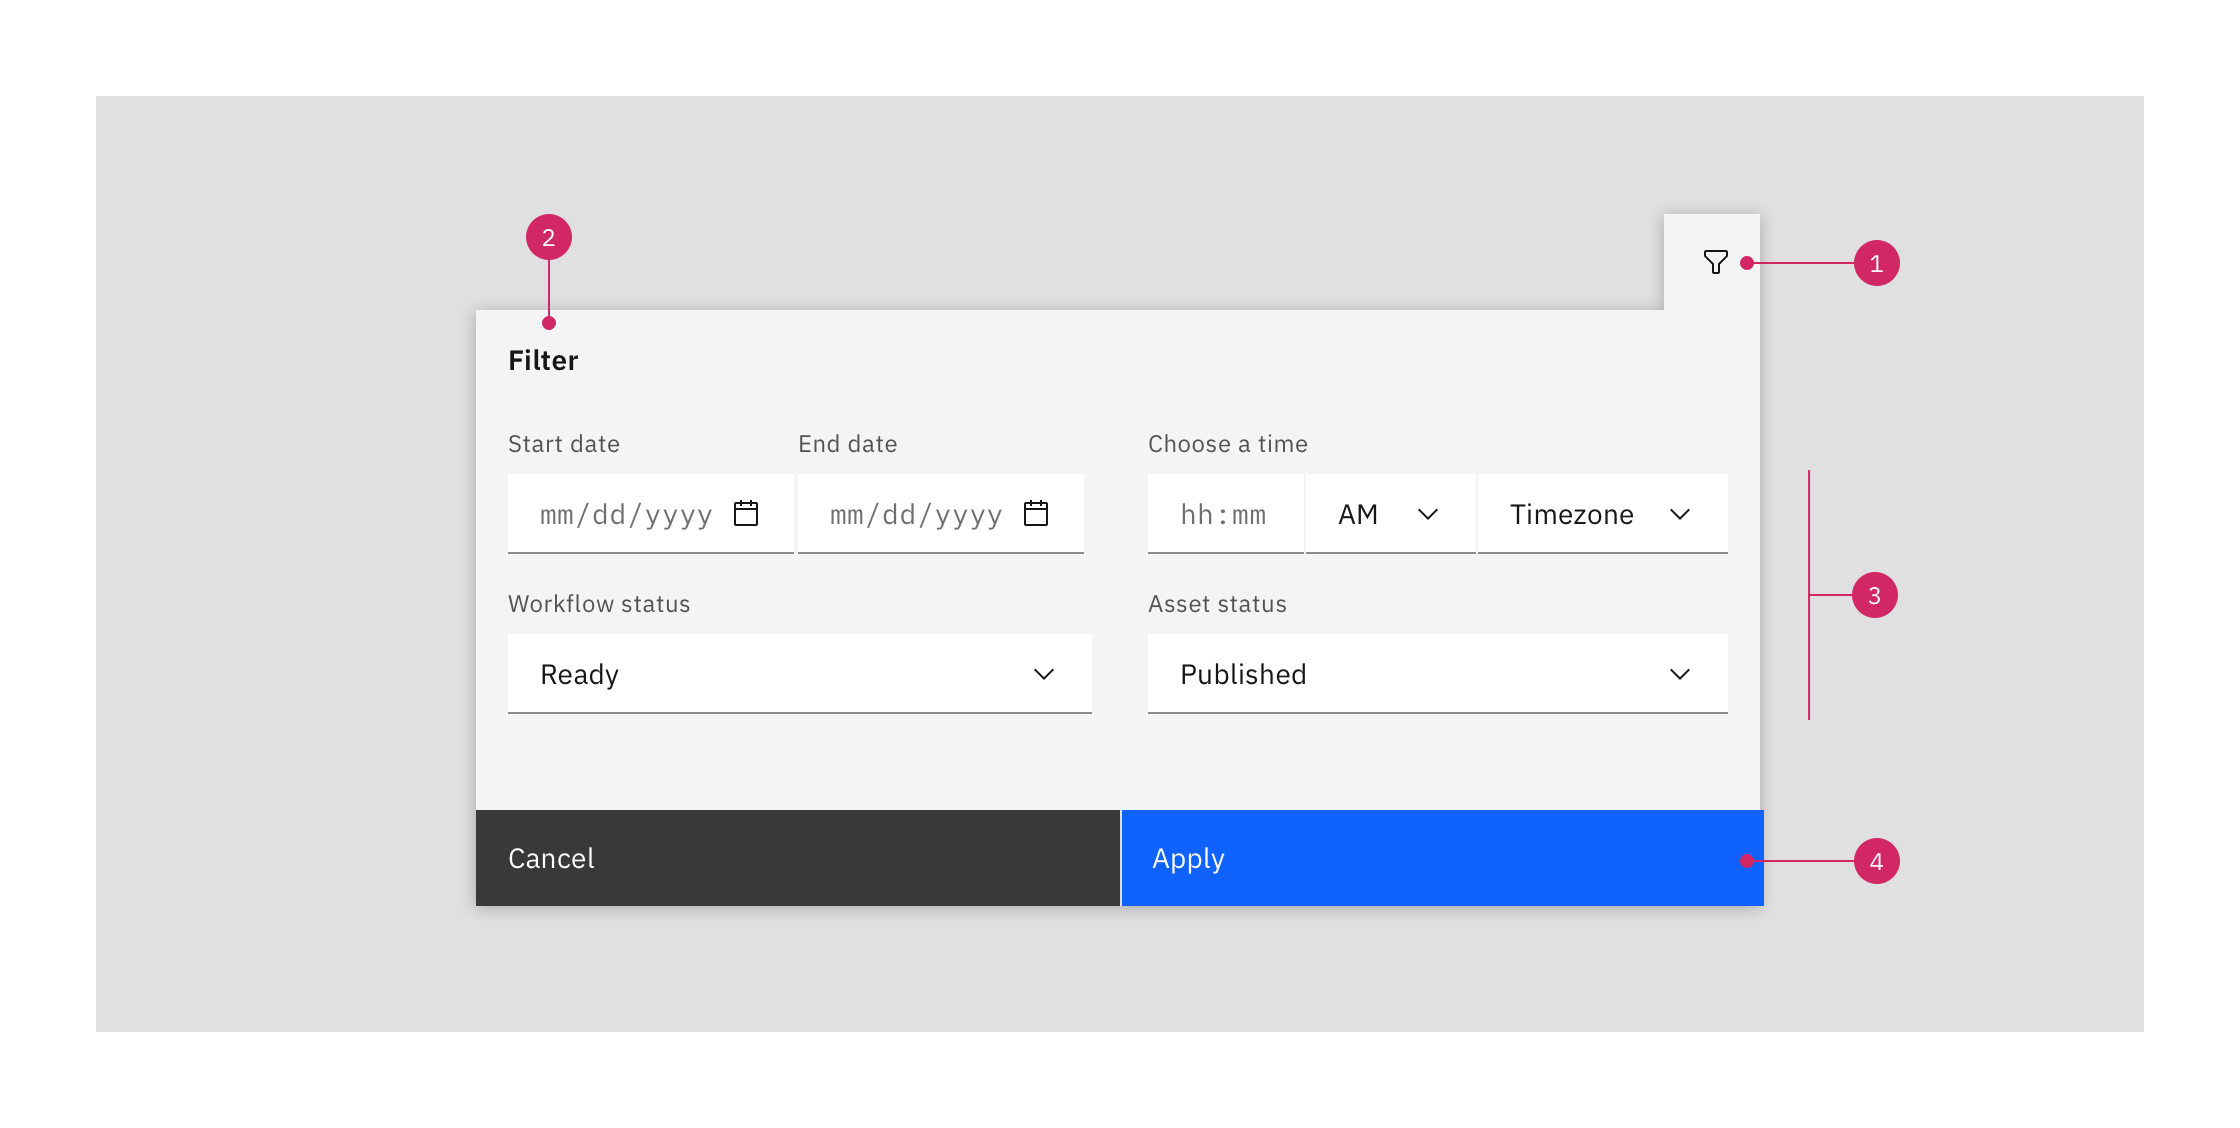 2
1
Filter
Start date End date Choose a time
mm/dd/yyyy mm/dd/yyyy hh:mm AM Timezone
3
Workflow status Asset status
Ready Published
Cancel Apply
4